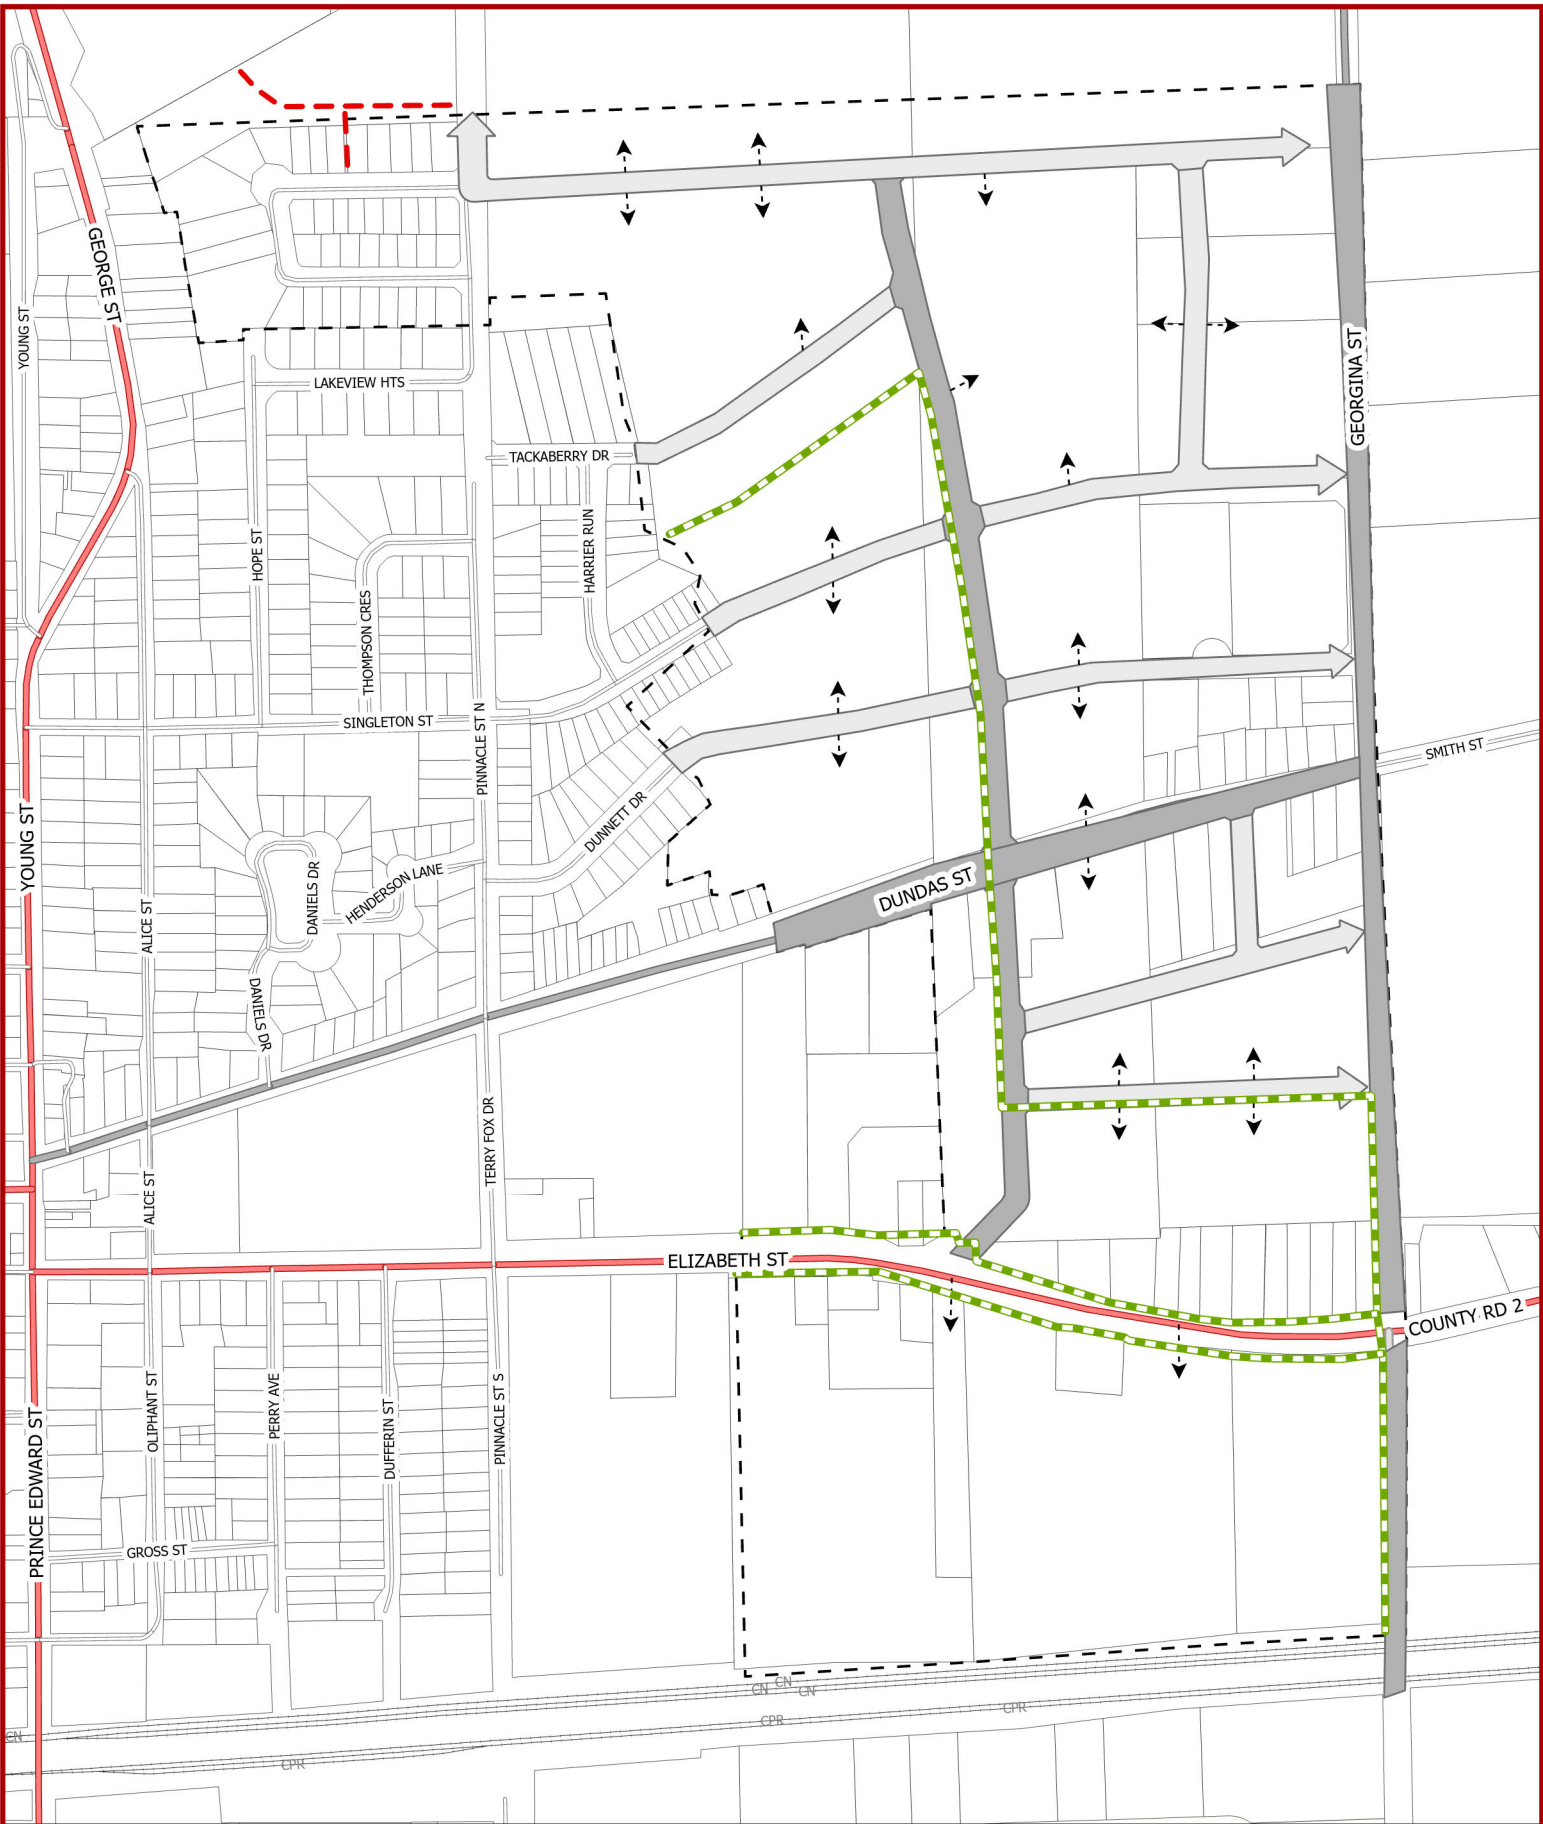 GEORGE ST
YOUNG ST
GEORGINA ST
LAKEVIEW HTS
TACKABERRY DR
HOPE ST
HARRIER RUN
THOMPSON CRES
SINGLETON ST
PINNACLE ST N
SMITH ST
DUNNETT DR
YOUNG ST
DANIELS DR
HENDERSON LANE
DUNDAS ST
ALICE ST
DANIELS DR
TERRY FOX DR
ALICE ST
ELIZABETH ST
COUNTY RD 2
OLIPHANT ST
PERRY AVE
DUFFERIN ST
PINNACLE ST S
PRINCE EDWARD ST
GROSS ST
CN
CN
CN
CPR
CPR
CN
CPR